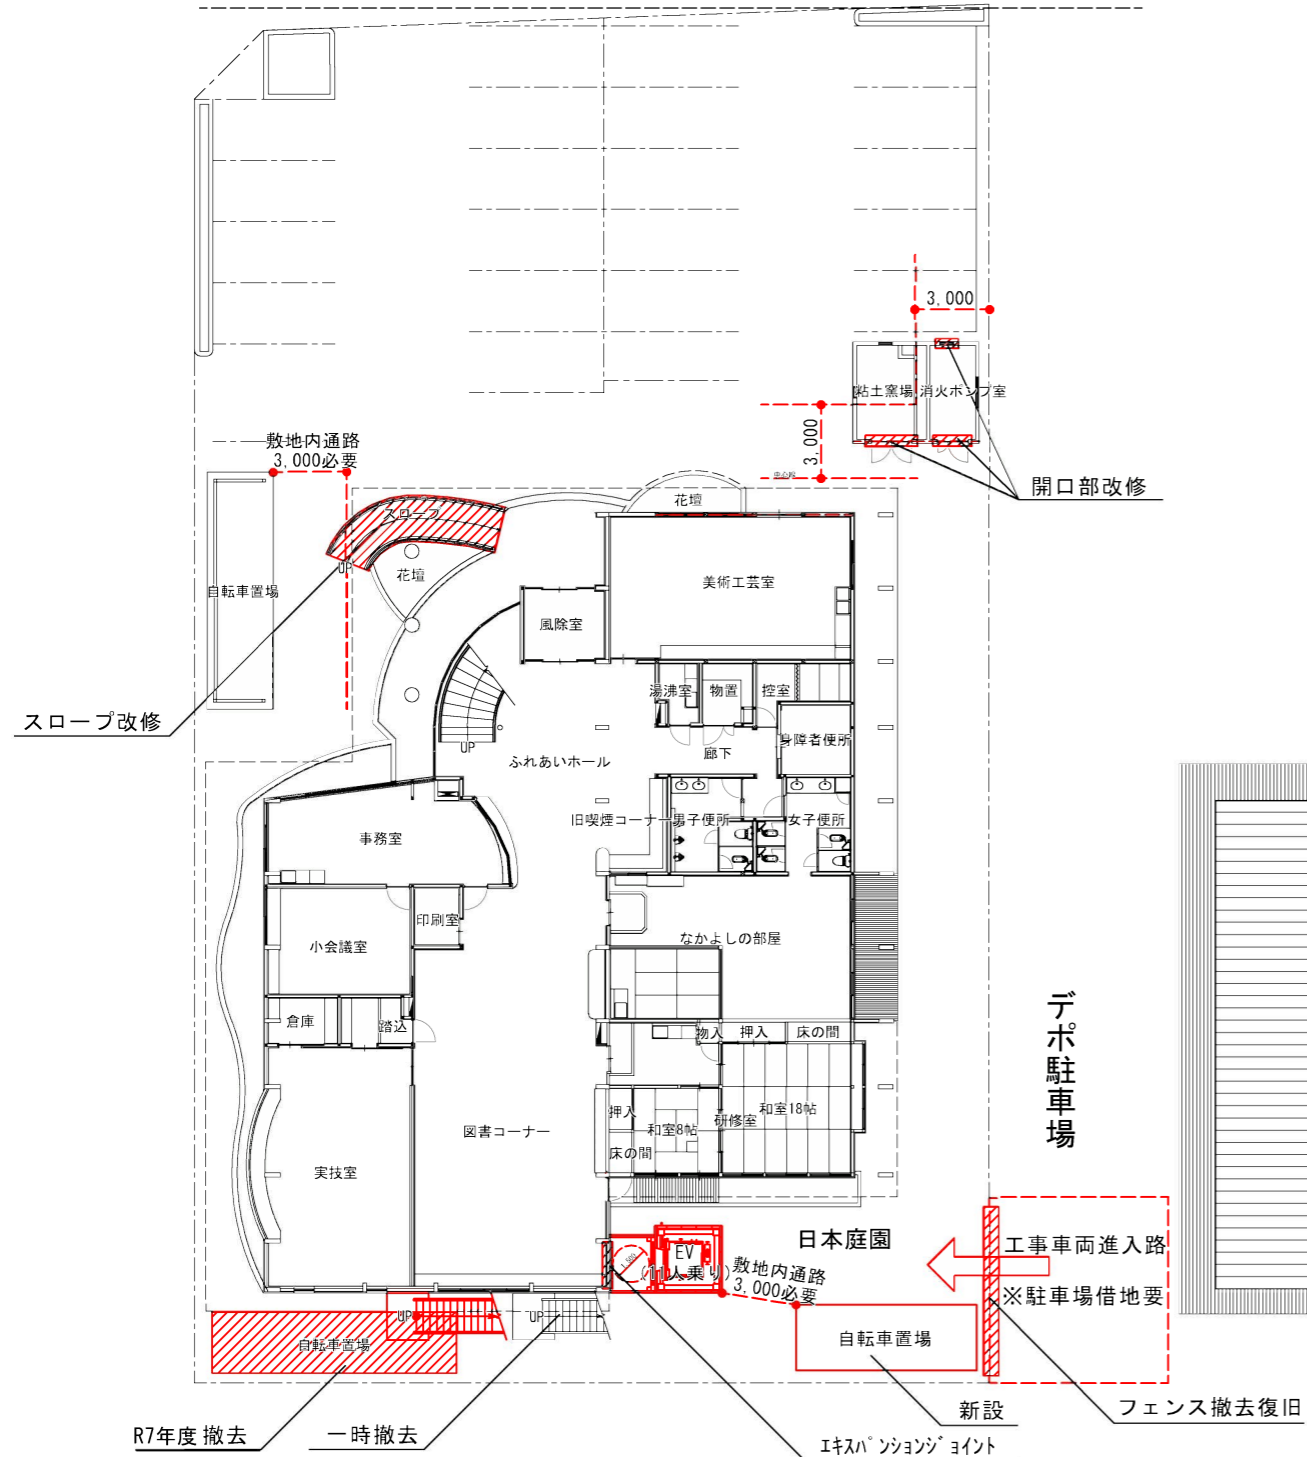 3,000
粘土窯場
消火ポンプ室
3,000
中心線
開口部改修
敷地内通路
3,000必要
スロープ
UP
花壇
花壇
自転車置場
美術工芸室
風除室
スロープ改修
湯沸室
物置
控室
身障者便所
UP
廊下
ふれあいホール
旧喫煙コーナー
男子便所
女子便所
事務室
印刷室
小会議室
なかよしの部屋
倉庫
踏込
物入
押入
床の間
デポ駐車場
図書コーナー
押入
和室8帖
研修室
和室18帖
床の間
実技室
日本庭園
工事車両進入路
※駐車場借地要
1,500
EV
(11人乗り)
敷地内通路
3,000必要
UP
UP
自転車置場
自転車置場
新設
フェンス撤去復旧
R7年度撤去
一時撤去
エキスパンションジョイント